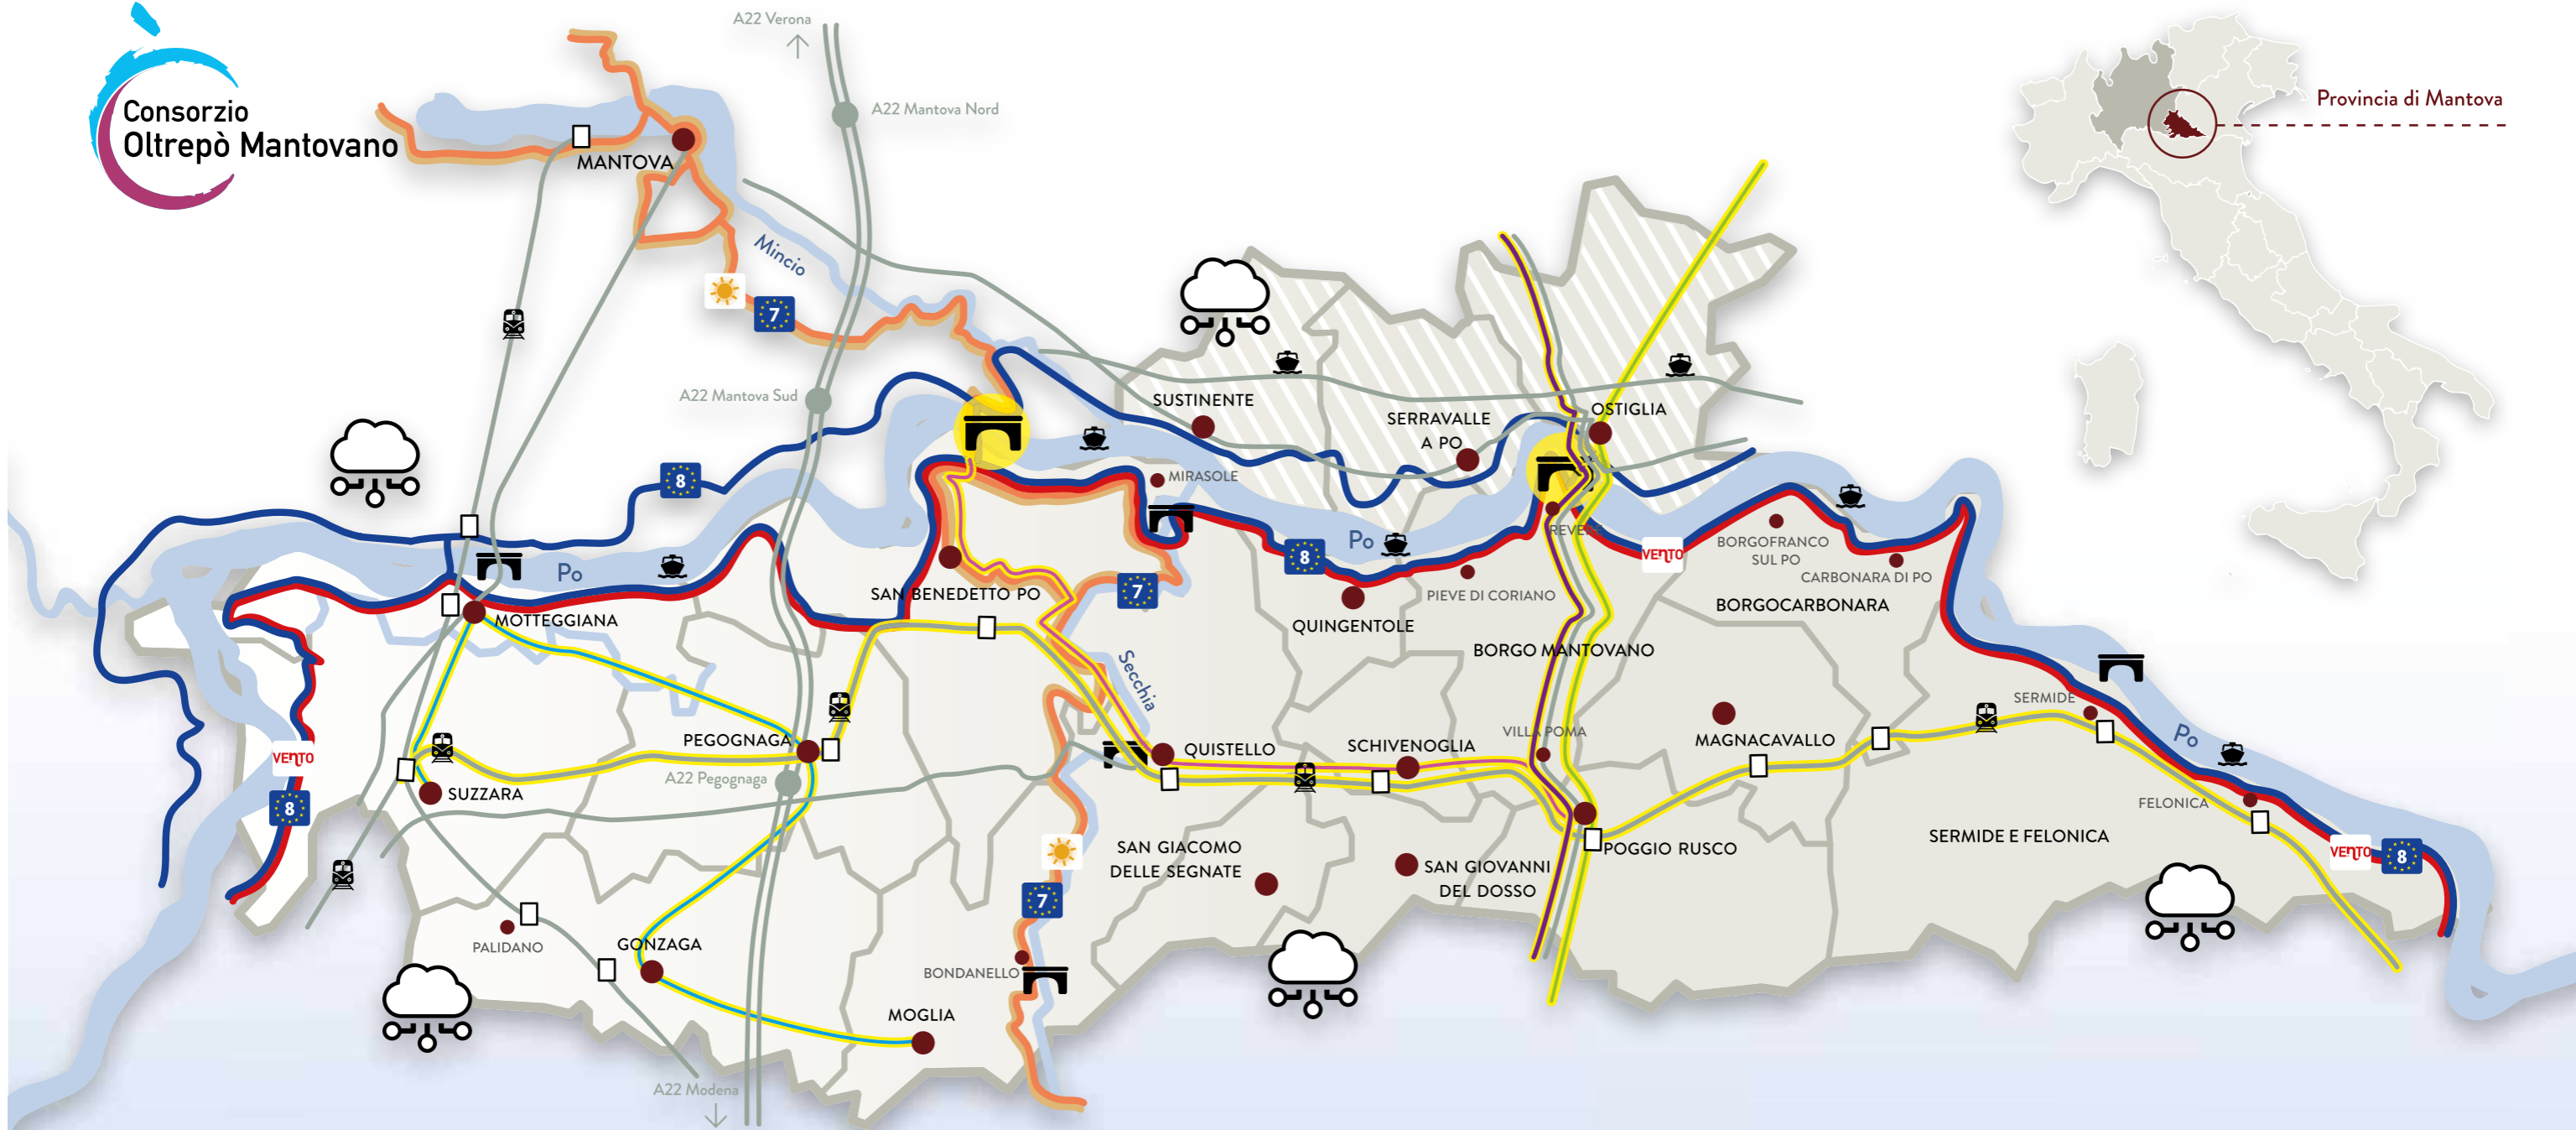 A22 Verona
Consorzio
Oltrepò Mantovano
A22 Mantova Nord
Provincia di Mantova
MANTOVA
Mincio
7
A22 Mantova Sud
SUSTINENTE
SERRAVALLE
A PO
OSTIGLIA
8
MIRASOLE
REVERE
Po
8
Po
VENTO
BORGOFRANCO
SUL PO
CARBONARA DI PO
7
SAN BENEDETTO PO
PIEVE DI CORIANO
BORGOCARBONARA
MOTTEGGIANA
QUINGENTOLE
BORGO MANTOVANO
Secchia
SERMIDE
PEGOGNAGA
QUISTELLO
SCHIVENOGLIA
VILLA POMA
MAGNACAVALLO
Po
VENTO
A22 Pegognaga
SUZZARA
8
FELONICA
SAN GIACOMO
DELLE SEGNATE
POGGIO RUSCO
SERMIDE E FELONICA
VENTO
8
SAN GIOVANNI
DEL DOSSO
7
PALIDANO
GONZAGA
BONDANELLO
MOGLIA
A22 Modena